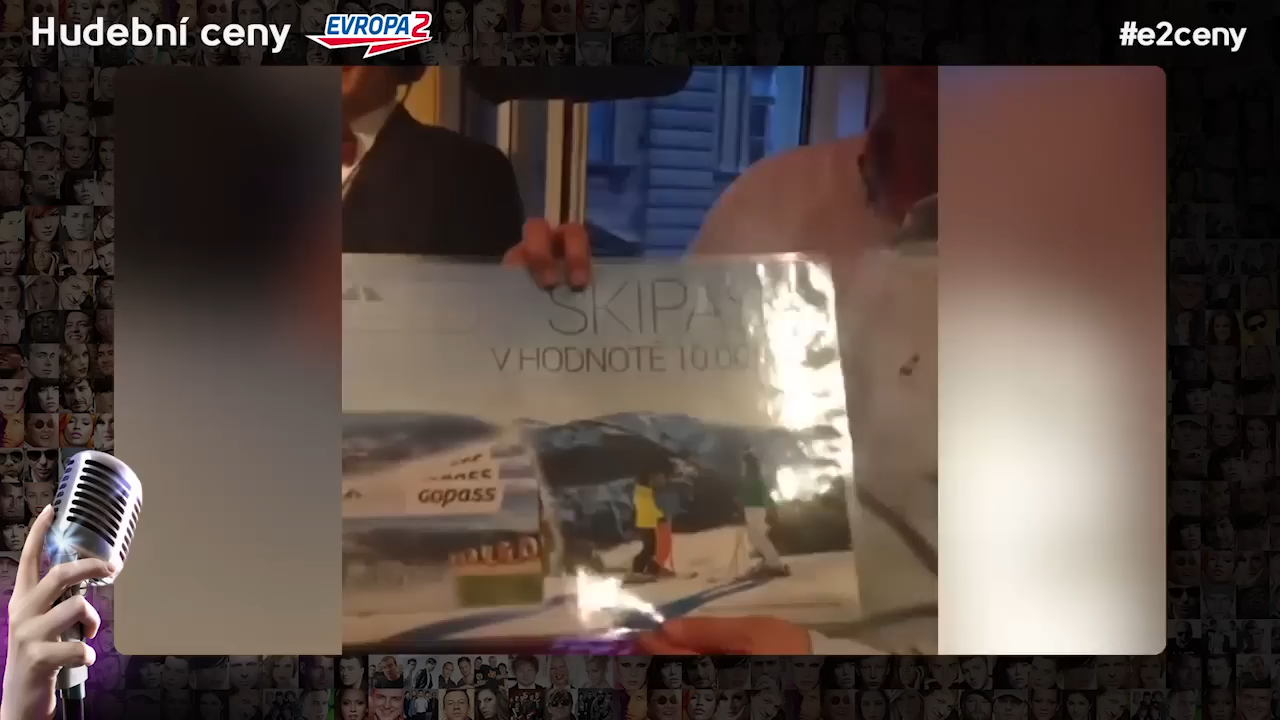 Hudební ceny
EVROPA 2
#e2ceny
SKIPA
V HODNOTĚ 10.00
gopass